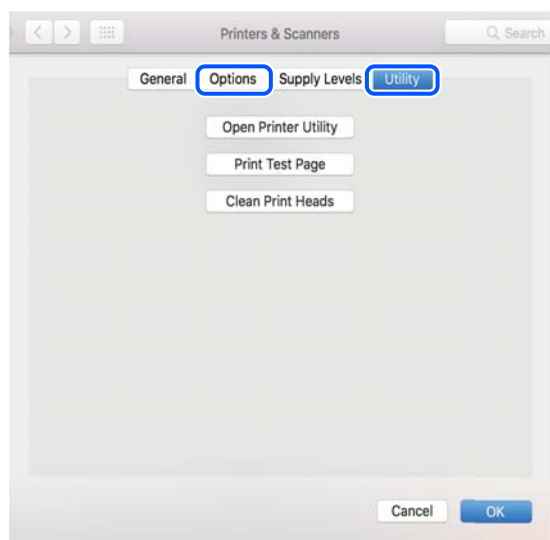 Printers & Scanners
Search
General Options Supply Levels Utility
Open Printer Utility
Print Test Page
Clean Print Heads
Cancel OK